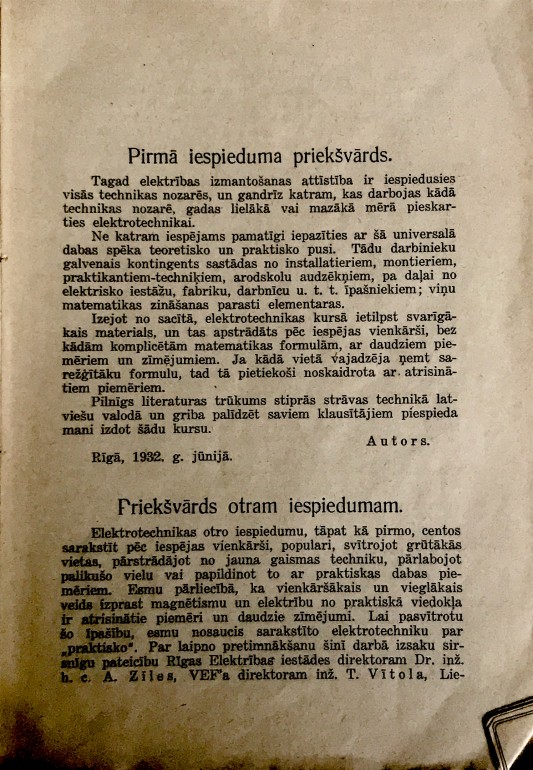 Pirmā iespieduma priekšvārds.
Tagad elektrības izmantošanas attīstība ir iespiedusies
visās technikas nozarēs, un gandrīz katram, kas darbojas kādā
technikas nozarē, gadas lielākā vai mazākā mērā pieskar-
ties elektrotechnikai.
Ne katram iespējams pamatīgi iepazīties ar šā universalā
dabas spēka teoretisko un praktisko pusi. Tādu darbinieku
galvenais kontingents sastādas no installatieriem, montieriem,
praktikantiem-techniķiem, arodskolu audzēkņiem, pa daļai no
elektrisko iestāžu, fabriku, darbnīcu u. t. t. īpašniekiem; viņu
matematikas zināšanas parasti elementaras.
Izejot no sacītā, elektrotechnikas kursā ietilpst svarīgā-
kais materials, un tas apstrādāts pēc iespējas vienkārši, bez
kādām komplicētām matematikas formulām, ar daudziem pie-
mēriem un zīmējumiem. Ja kādā vietā vajadzēja ņemt sa-
režģītāku formulu, tad tā pietiekoši noskaidrota ar atrisinā-
tiem piemēriem.
Pilnīgs literaturas trūkums stiprās strāvas technikā lat-
viešu valodā un griba palīdzēt saviem klausītājiem piespieda
mani izdot šādu kursu.
Autors.
Rīgā, 1932. g. jūnijā.
Priekšvārds otram iespiedumam.
Elektrotechnikas otro iespiedumu, tāpat kā pirmo, centos
sarakstīt pēc iespējas vienkārši, populari, svītrojot grūtākās
vietas, pārstrādājot no jauna gaismas techniku, pārlabojot
palikušo vielu vai papildinot to ar praktiskas dabas pie-
mēriem. Esmu pārliecībā, ka vienkāršākais un vieglākais
veids izprast magnētismu un elektrību no praktiskā viedokļa
ir atrisinātie piemēri un daudzie zīmējumi. Lai pasvītrotu
šo īpašību, esmu nosaucis sarakstīto elektrotechniku par
„praktisko“. Par laipno pretimnākšanu šinī darbā izsaku sir-
snīgu pateicību Rīgas Elektrības iestādes direktoram Dr. inž.
h. c. A. Zīles, VEF'a direktoram inž. T. Vītola, Lie-